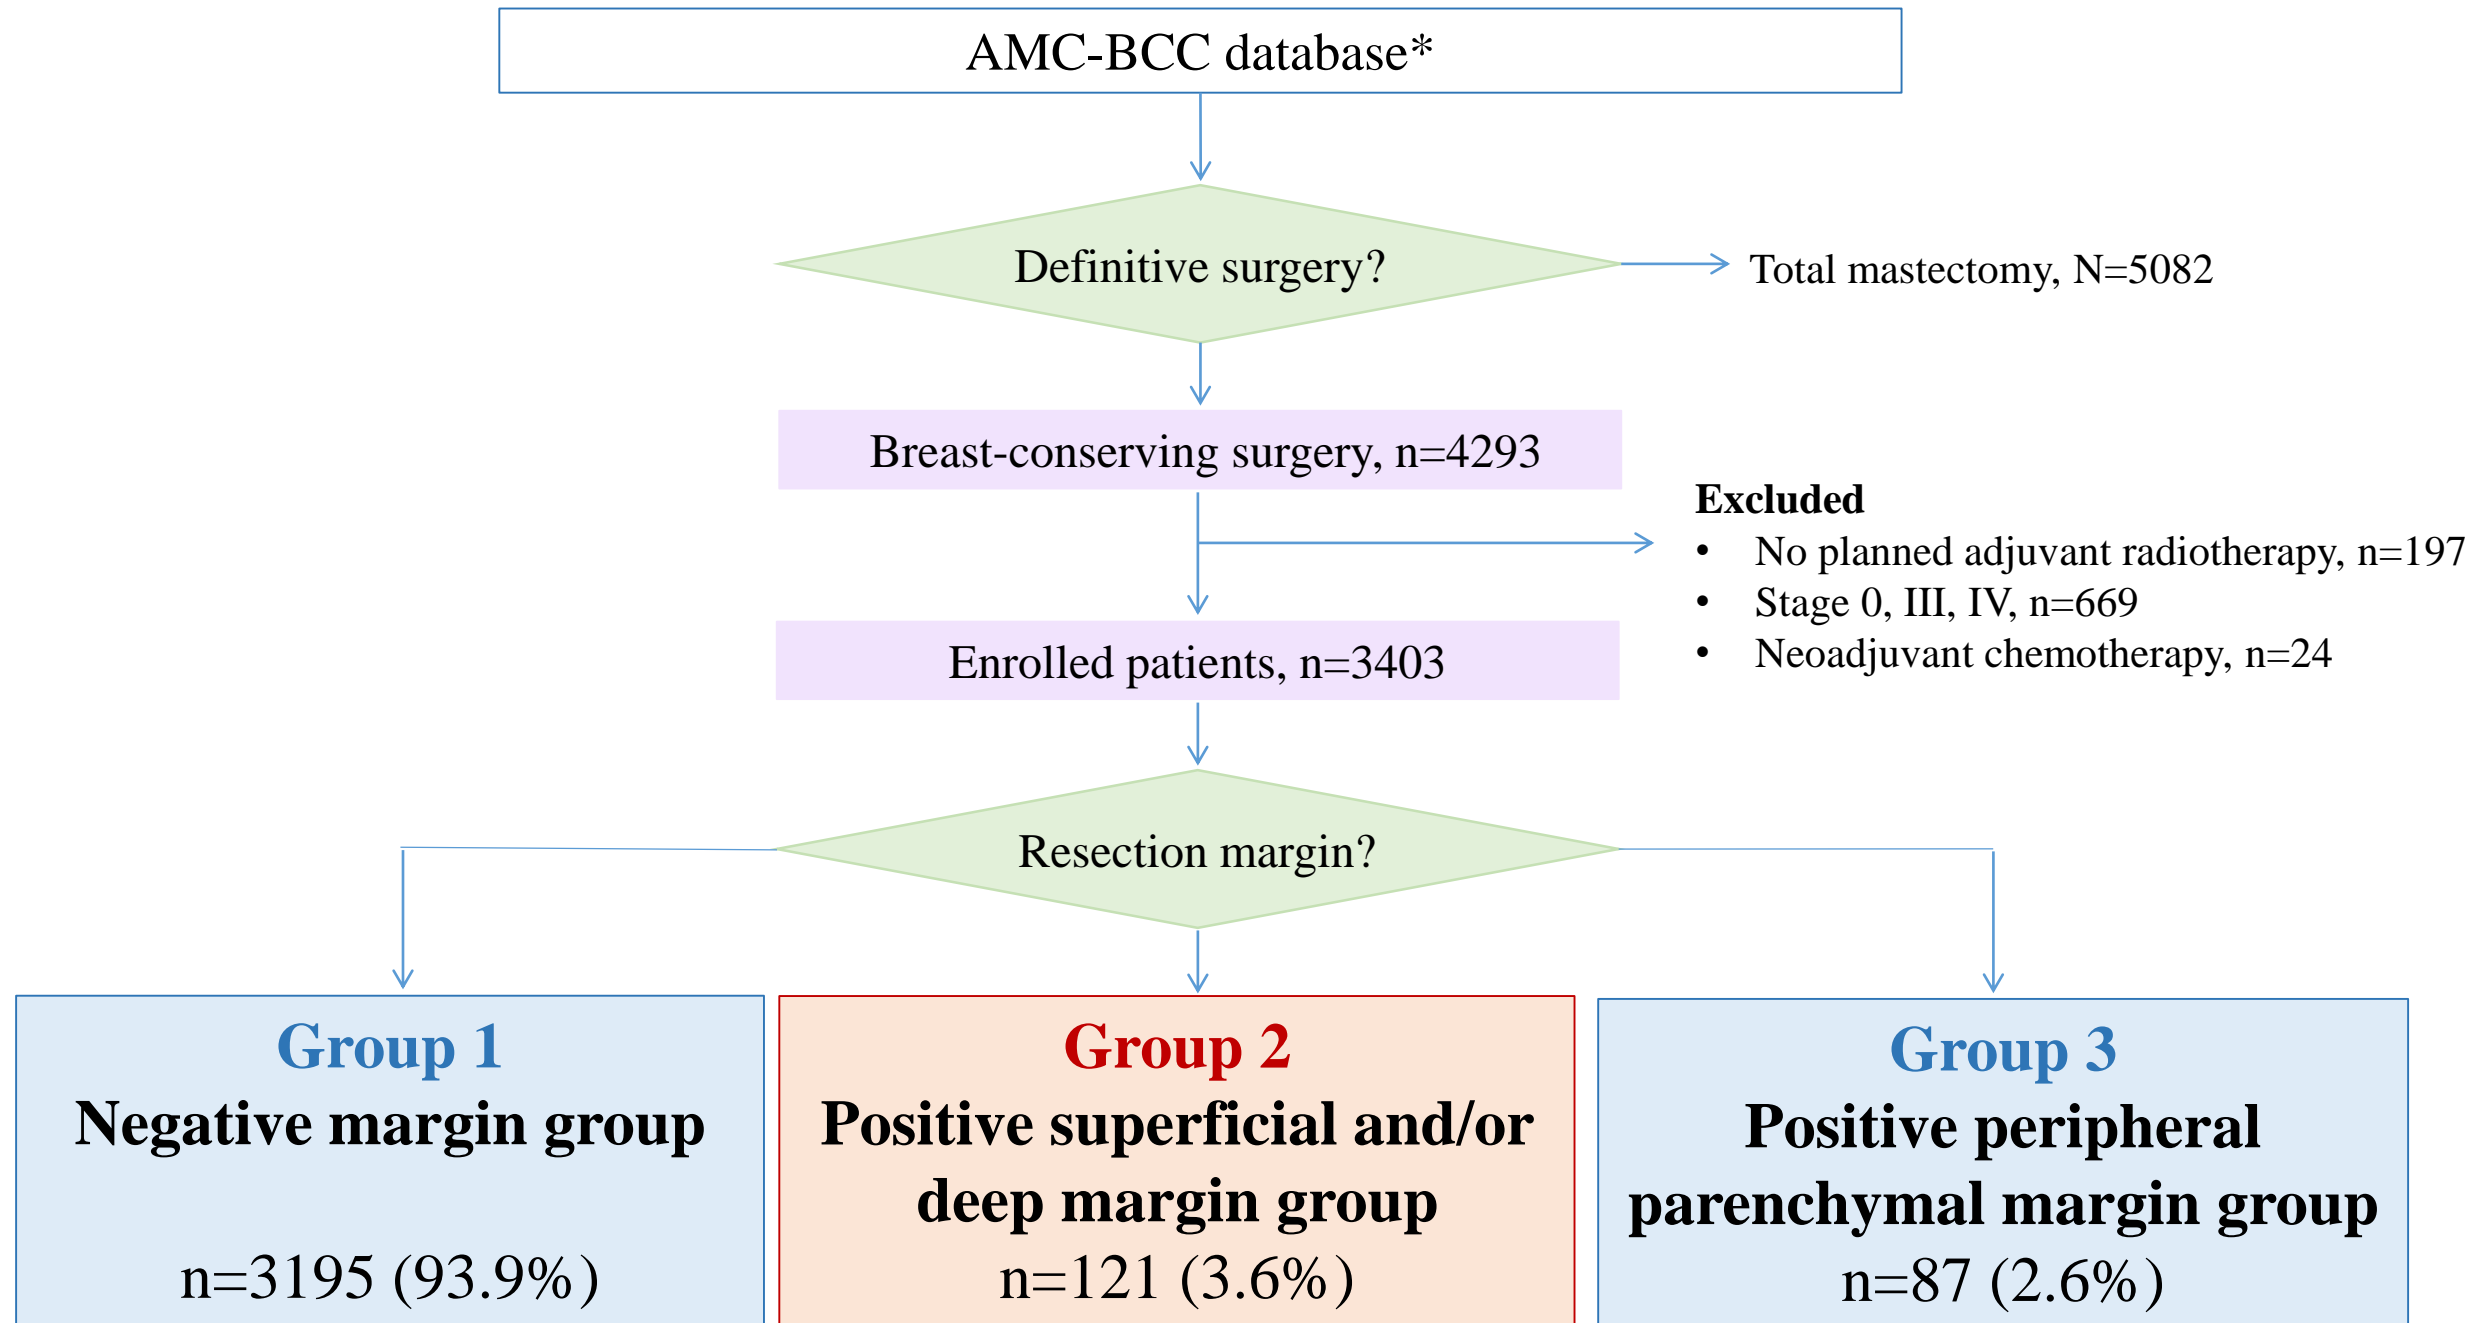 AMC-BCC database*
Definitive surgery?
Total mastectomy, N=5082
Breast-conserving surgery, n=4293
Excluded
• No planned adjuvant radiotherapy, n=197
• Stage 0, III, IV, n=669
• Neoadjuvant chemotherapy, n=24
Enrolled patients, n=3403
Resection margin?
Group 1
Negative margin group
n=3195 (93.9%)
Group 2
Positive superficial and/or
deep margin group
n=121 (3.6%)
Group 3
Positive peripheral
parenchymal margin group
n=87 (2.6%)